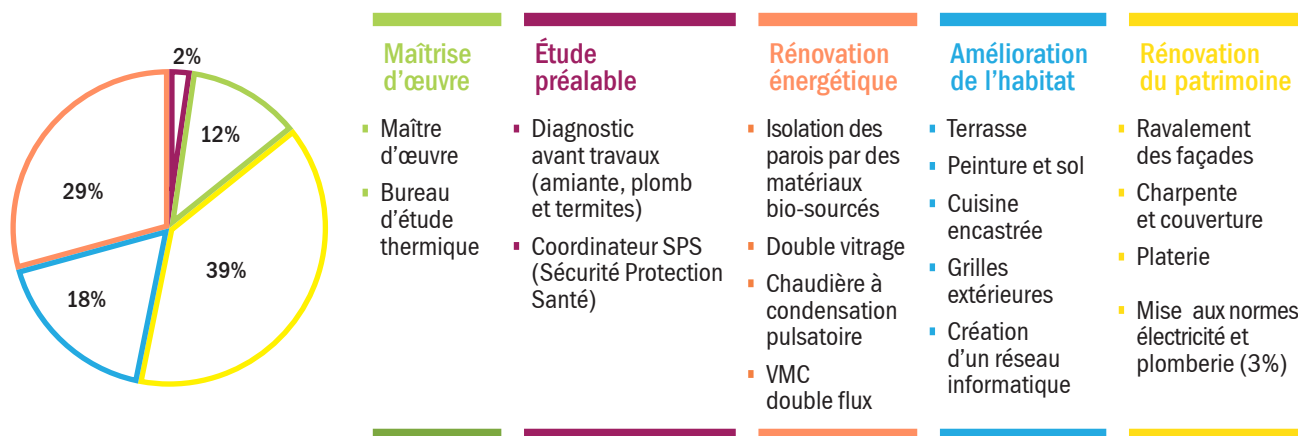 2%
12%
29%
39%
18%
Maîtrise
d’œuvre
Maître
d’œuvre
Bureau
d’étude
thermique
Étude
préalable
Diagnostic
avant travaux
(amiante, plomb
et termites)
Coordinateur SPS
(Sécurité Protection
Santé)
Rénovation
énergétique
Isolation des
parois par des
matériaux
bio-sourcés
Double vitrage
Chaudière à
condensation
pulsatoire
VMC
double flux
Amélioration
de l’habitat
Terrasse
Peinture et sol
Cuisine
encastrée
Grilles
extérieures
Création
d’un réseau
informatique
Rénovation
du patrimoine
Ravalement
des façades
Charpente
et couverture
Platerie
Mise aux normes
électricité et
plomberie (3%)